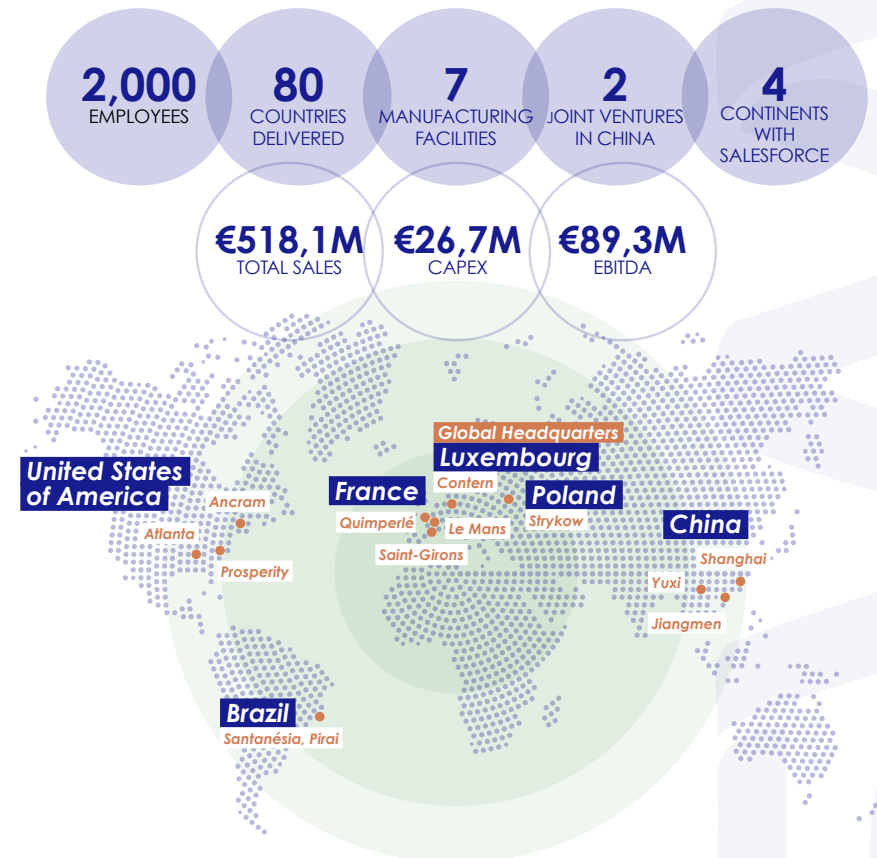 2,000
EMPLOYEES
80
COUNTRIES
DELIVERED
7
MANUFACTURING
FACILITIES
2
JOINT VENTURES
IN CHINA
4
CONTINENTS
WITH
SALESFORCE
€518,1M
TOTAL SALES
€26,7M
CAPEX
€89,3M
EBITDA
United States
of America
Ancram
Atlanta
Prosperity
Global Headquarters
Luxembourg
Contern
France
Quimperlé
Le Mans
Saint-Girons
Poland
Strykow
China
Shanghai
Yuxi
Jiangmen
Brazil
Santanésia, Pirai